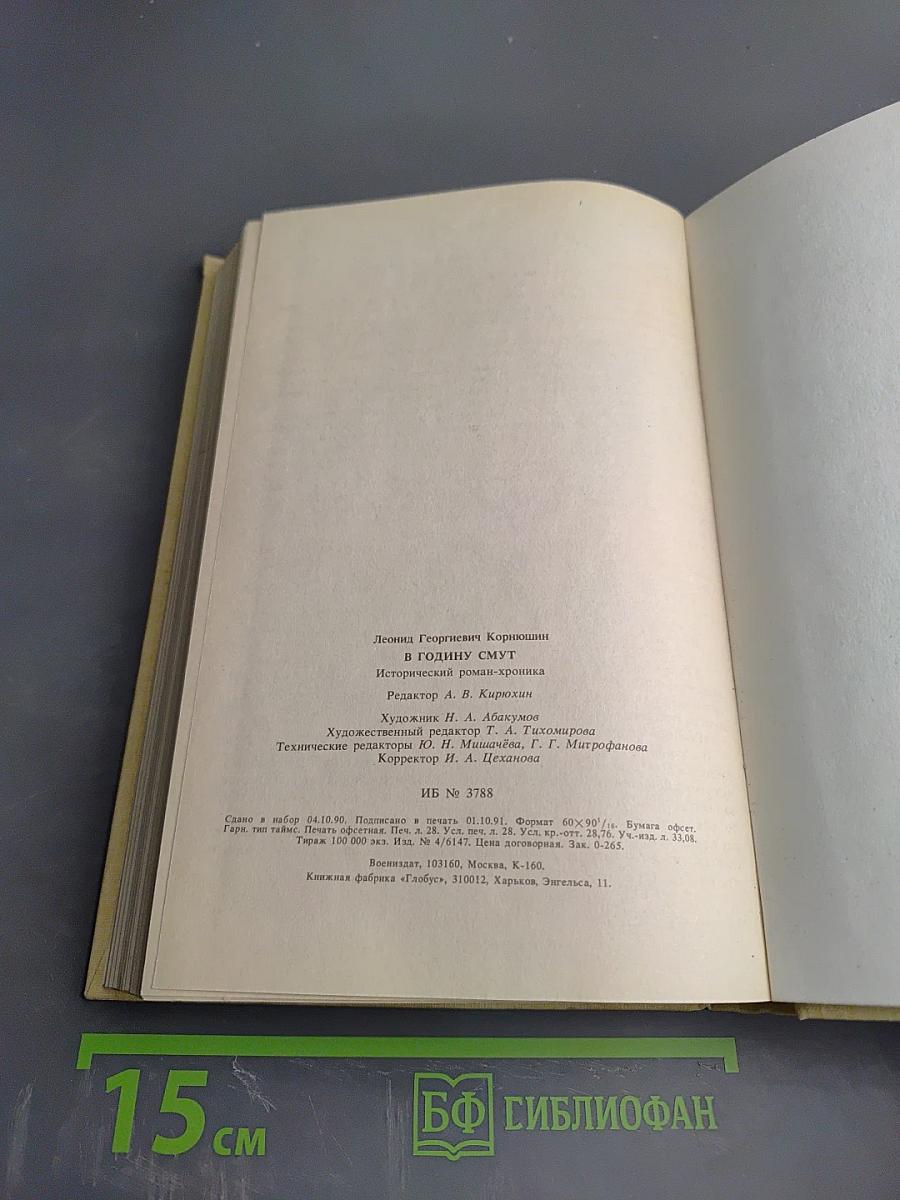 Леонид Георгиевич Корнюшин
В ГОДИНУ СМУТ
Исторический роман-хроника
Редактор А. В. Кирюхин
Художник Н. А. Абакумов
Художественный редактор Т. А. Тихомирова
Технические редакторы Ю. Н. Мишачёва, Г. Г. Митрофанова
Корректор И. А. Цеханова
ИБ № 3788
Сдано в набор 04.10.90. Подписано в печать 01.10.91. Формат 60×90¹/₁₆. Бумага офсет.
Гарн. тип таймс. Печать офсетная. Печ. л. 28. Усл. печ. л. 28. Усл. кр.-отт. 28,76. Уч.-изд. л. 33,08.
Тираж 100 000 экз. Изд. № 4/6147. Цена договорная. Зак. 0-265.
Воениздат, 103160, Москва, К-160.
Книжная фабрика «Глобус», 310012, Харьков, Энгельса, 11.
15 см
БФ БИБЛИОФАН